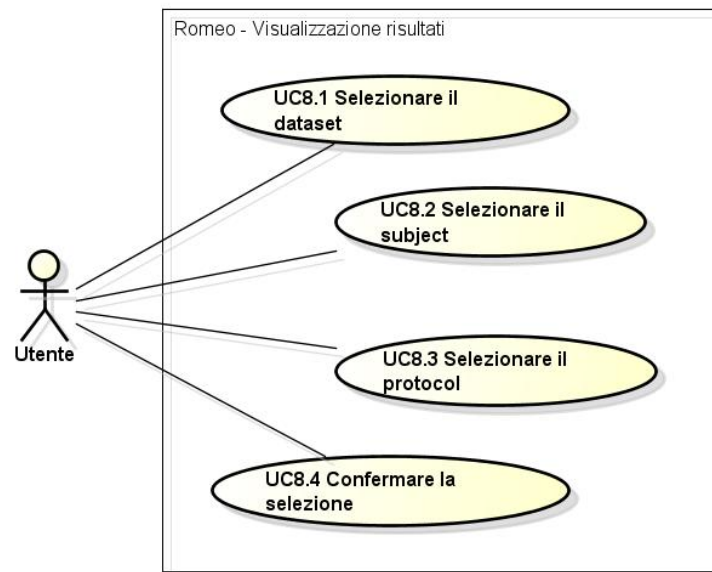 Romeo - Visualizzazione risultati
UC8.1 Selezionare il
dataset
UC8.2 Selezionare il
subject
Utente
UC8.3 Selezionare il
protocol
UC8.4 Confermare la
selezione